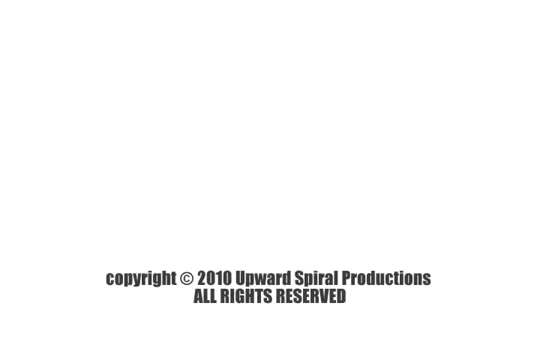 copyright © 2010 Upward Spiral Productions
ALL RIGHTS RESERVED